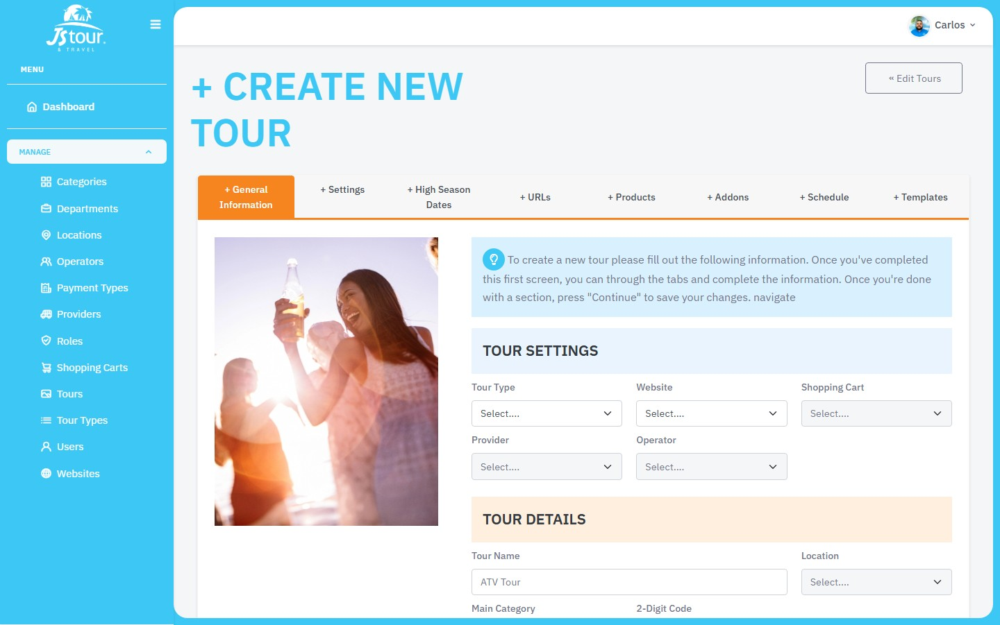 JS tour.
& TRAVEL
MENU
Dashboard
MANAGE
Categories
Departments
Locations
Operators
Payment Types
Providers
Roles
Shopping Carts
Tours
Tour Types
Users
Websites
Carlos
+ CREATE NEW
TOUR
« Edit Tours
+ General
Information
+ Settings
+ High Season
Dates
+ URLs
+ Products
+ Addons
+ Schedule
+ Templates
To create a new tour please fill out the following information. Once you've completed
this first screen, you can through the tabs and complete the information. Once you're done
with a section, press "Continue" to save your changes. navigate
TOUR SETTINGS
Tour Type
Website
Shopping Cart
Select....
Select....
Select....
Provider
Operator
Select....
Select....
TOUR DETAILS
Tour Name
Location
ATV Tour
Select....
Main Category
2-Digit Code